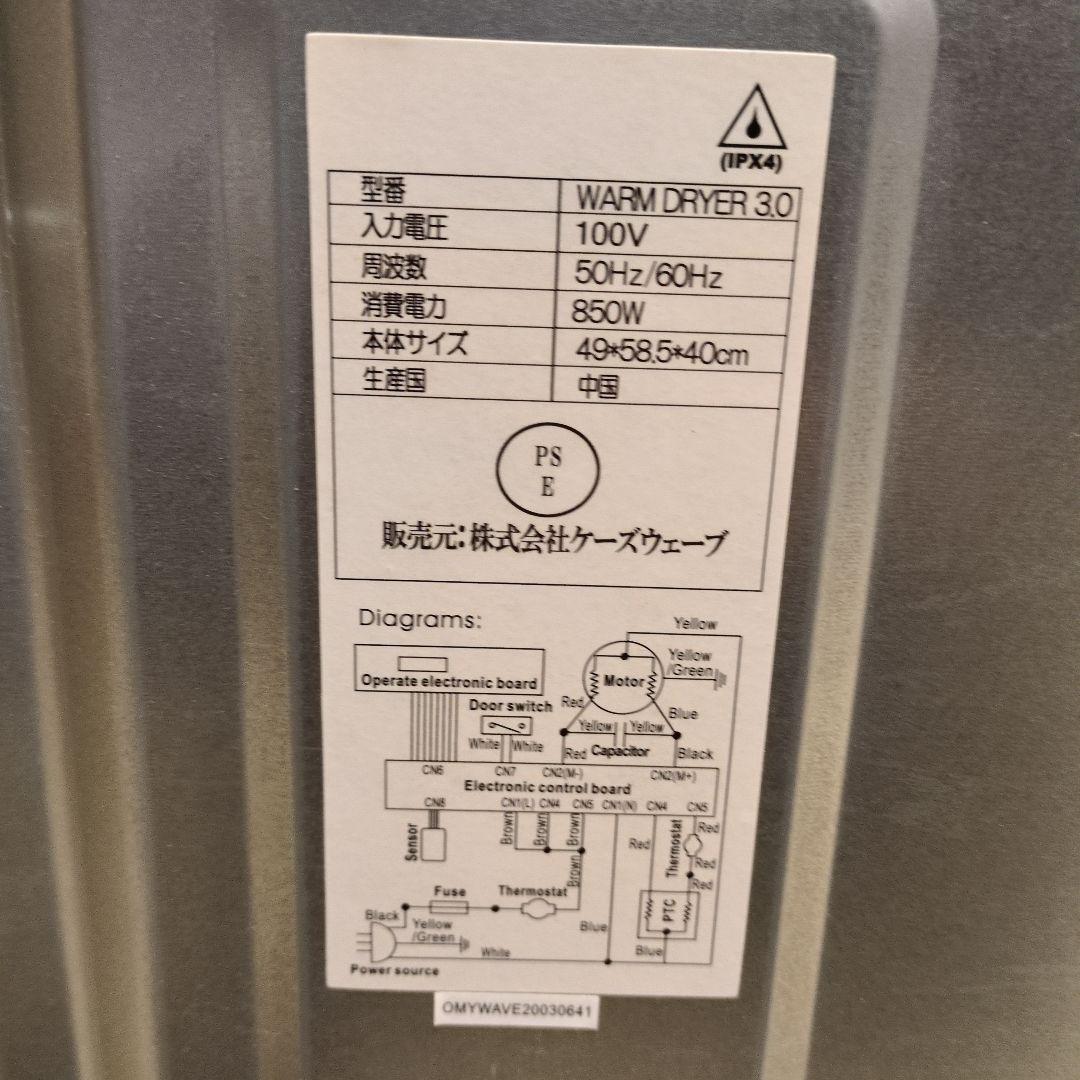 (IPX4)
型番 WARM DRYER 3.0
入力電圧 100V
周波数 50Hz/60Hz
消費電力 850W
本体サイズ 49*58.5*40cm
生産国 中国
PS
E
販売元:株式会社ケーズウェーブ
Diagrams:
Yellow
Yellow
/Green
Operate electronic board
Motor
Door switch
Red
Blue
Yellow
Yellow
White
White
Red
Capacitor
Black
CN6
CN7
CN2(M-)
CN2(M+)
Electronic control board
CN8
CN1(L)
CN4
CN5
CN1(N)
CN4
CN5
Sensor
Brown
Brown
Brown
Red
Thermostat
Red
Red
Brown
Red
Fuse
Thermostat
PTC
Black
Yellow
/Green
Blue
Blue
White
Power source
OMYWAVE20030641